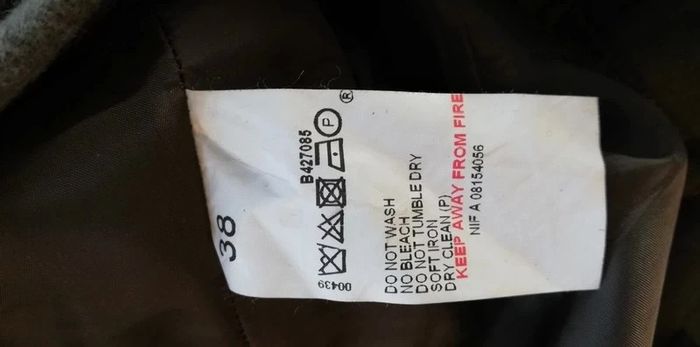 38
B427085
P
®
00439
DO NOT WASH
NO BLEACH
DO NOT TUMBLE DRY
SOFT IRON
DRY CLEAN (P)
KEEP AWAY FROM FIRE
NIF A 08154056